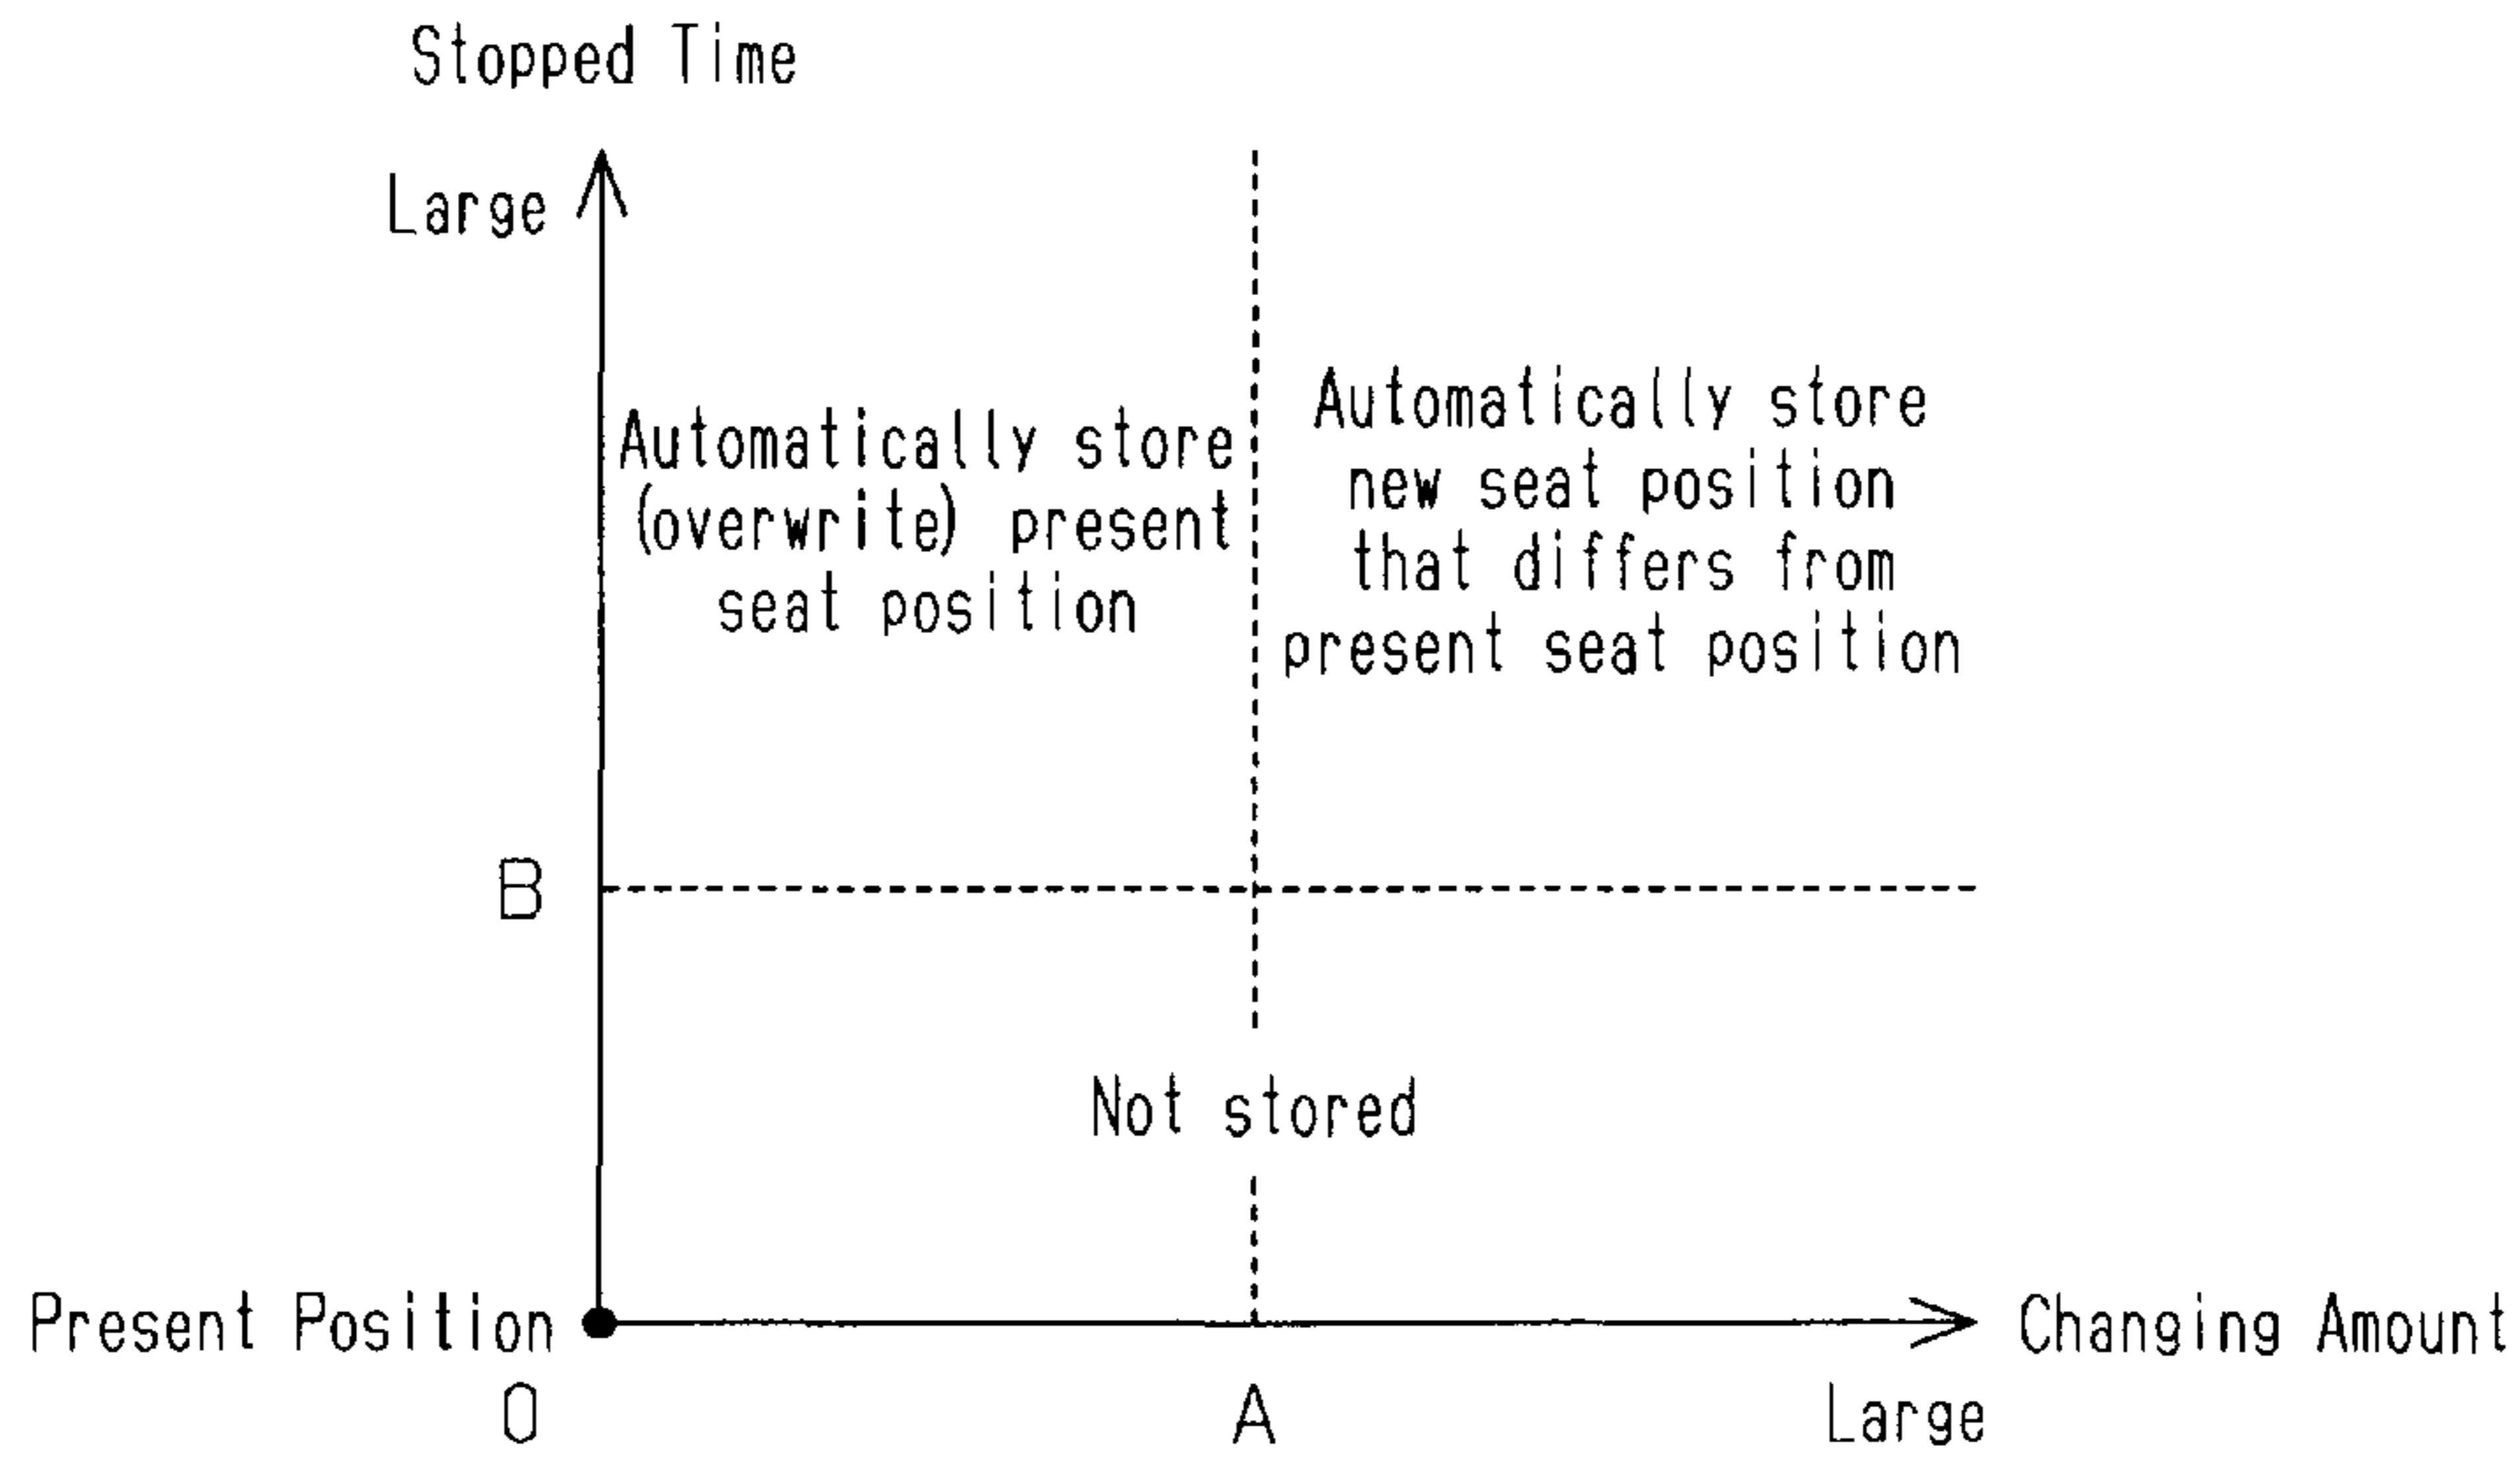 Stopped Time
Large
Automatically store
(overwrite) present
seat position
Automatically store
new seat position
that differs from
present seat position
B
Not stored
Present Position
Changing Amount
O
A
Large